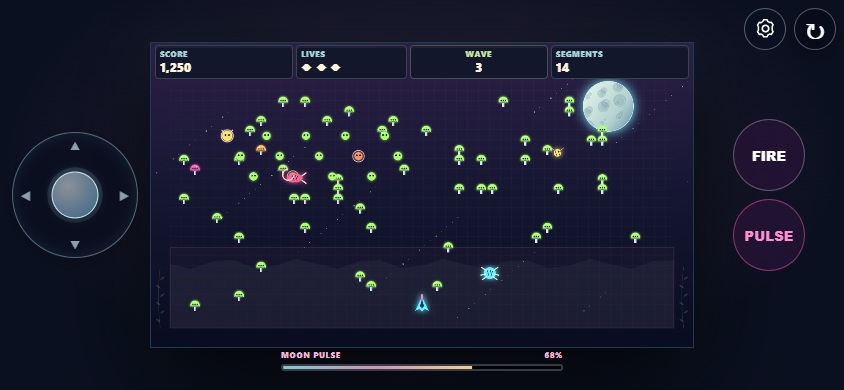 SCORE
1,250
LIVES
WAVE
3
SEGMENTS
14
FIRE
PULSE
MOON PULSE
68%